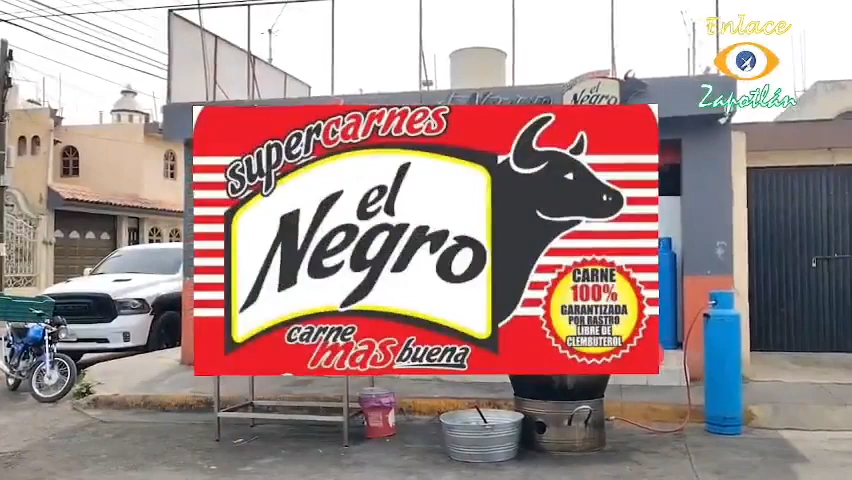 Enlace
Zapotlán
el
Negro
supercarnes
el
Negro
carne
mas buena
CARNE
100%
GARANTIZADA
POR RASTRO
LIBRE DE
CLEMBUTEROL